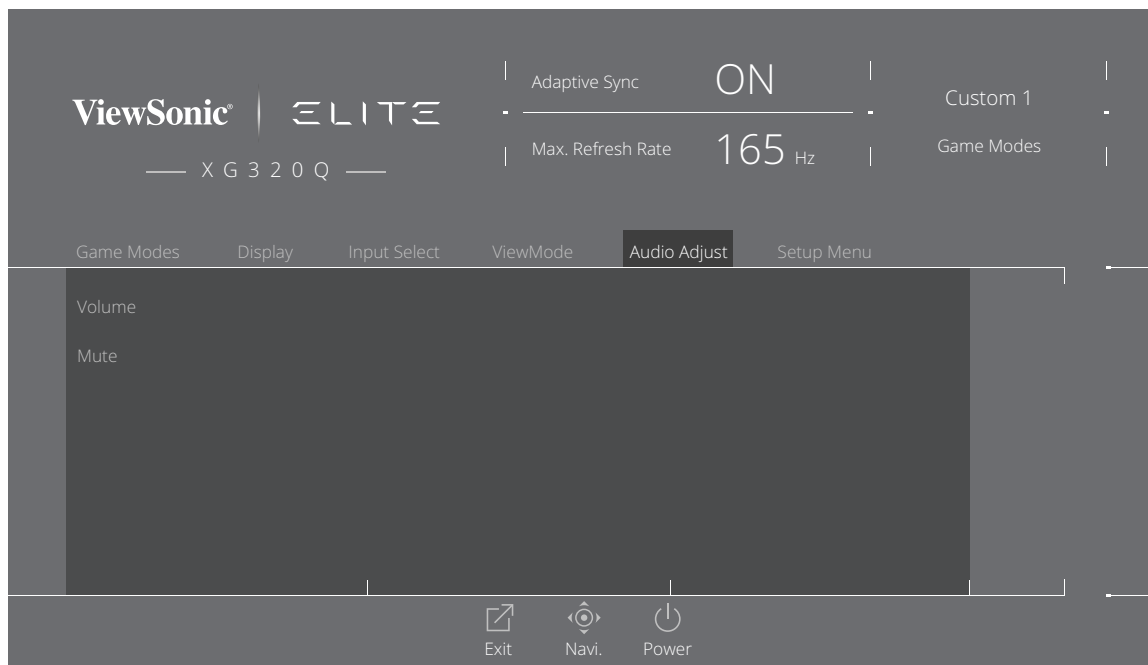 ViewSonic® ELITE
XG320Q
Adaptive Sync ON
Max. Refresh Rate 165 Hz
Custom 1
Game Modes
Game Modes Display Input Select ViewMode Audio Adjust Setup Menu
Volume
Mute
Exit Navi. Power